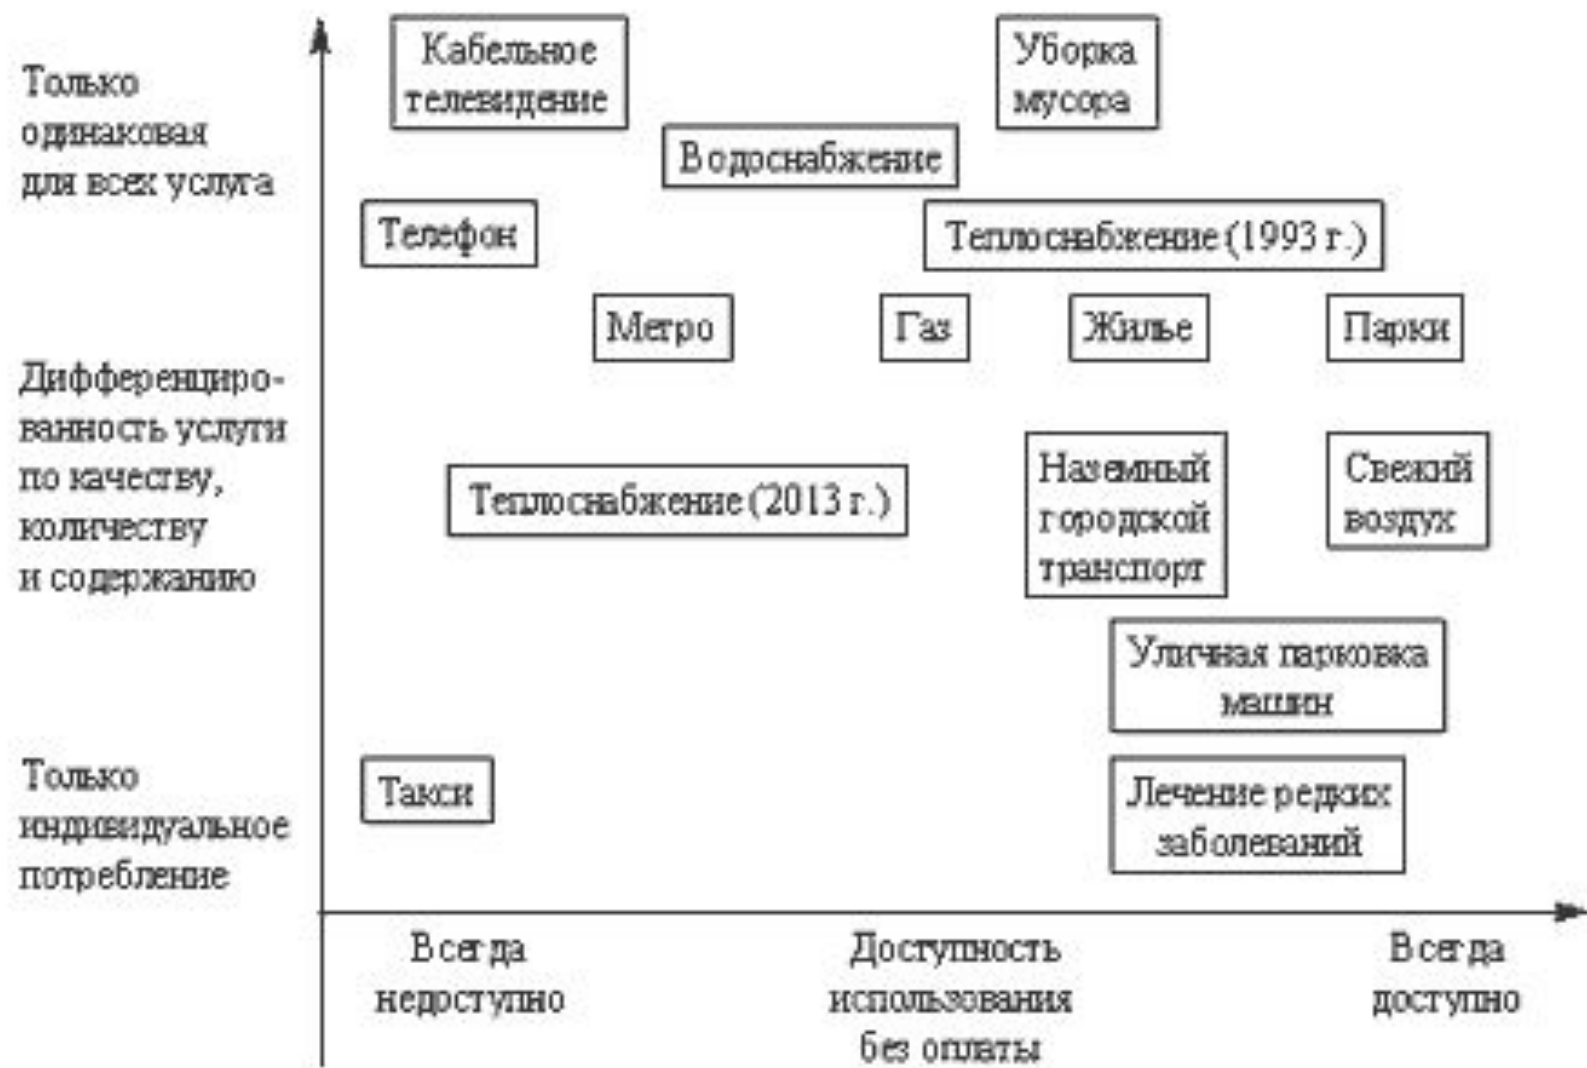 Только
одинаковая
для всех услуга
Кабельное
телевидение
Уборка
мусора
Водоснабжение
Телефон
Теплоснабжение (1993 г.)
Метро
Газ
Жилье
Парки
Дифференциро-
ванность услуги
по качеству,
количеству
и содержанию
Теплоснабжение (2013 г.)
Наземный
городской
транспорт
Свежий
воздух
Уличная парковка
машин
Только
индивидуальное
потребление
Такси
Лечение редких
заболеваний
Всегда
недоступно
Доступность
использования
без оплаты
Всегда
доступно